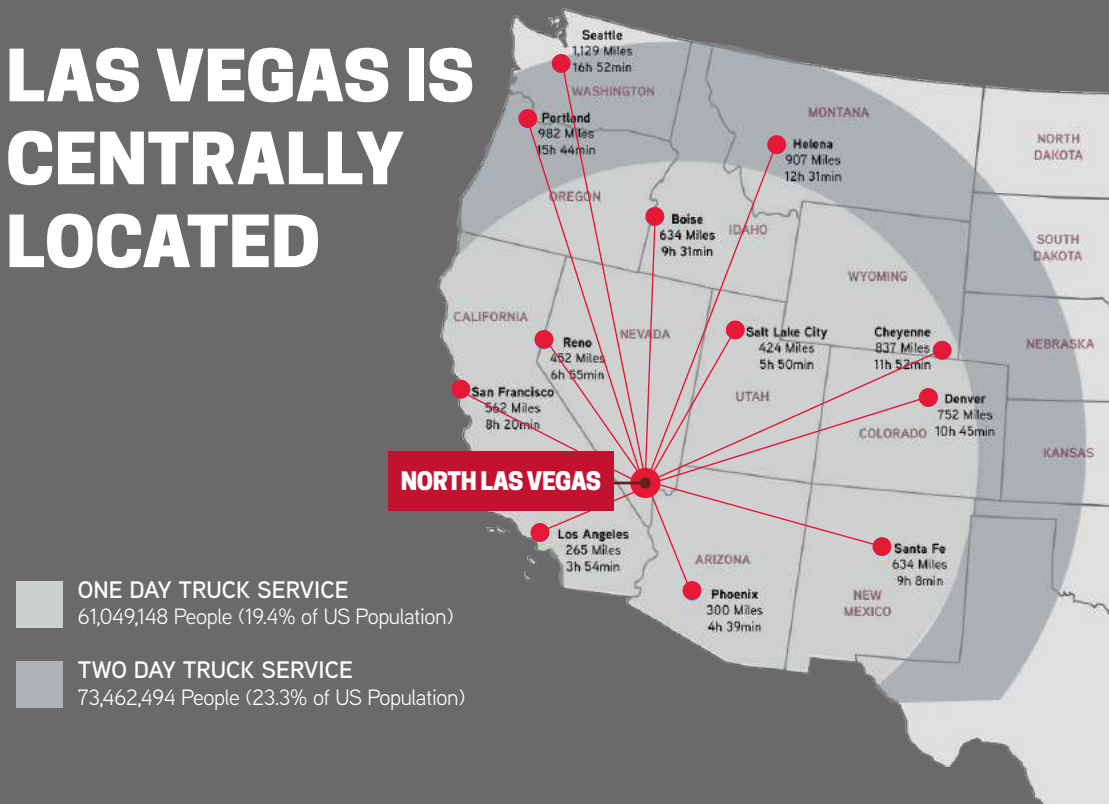 LAS VEGAS IS
CENTRALLY
LOCATED
Seattle
1,129 Miles
16h 52min
WASHINGTON
Portland
982 Miles
15h 44min
MONTANA
Helena
907 Miles
12h 31min
NORTH
DAKOTA
OREGON
Boise
634 Miles
9h 31min
IDAHO
SOUTH
DAKOTA
WYOMING
CALIFORNIA
NEVADA
Reno
452 Miles
6h 55min
Salt Lake City
424 Miles
5h 50min
Cheyenne
837 Miles
11h 52min
NEBRASKA
San Francisco
562 Miles
8h 20min
UTAH
Denver
752 Miles
10h 45min
COLORADO
KANSAS
NORTH LAS VEGAS
Los Angeles
265 Miles
3h 54min
ARIZONA
Santa Fe
634 Miles
9h 8min
Phoenix
300 Miles
4h 39min
NEW
MEXICO
ONE DAY TRUCK SERVICE
61,049,148 People (19.4% of US Population)
TWO DAY TRUCK SERVICE
73,462,494 People (23.3% of US Population)